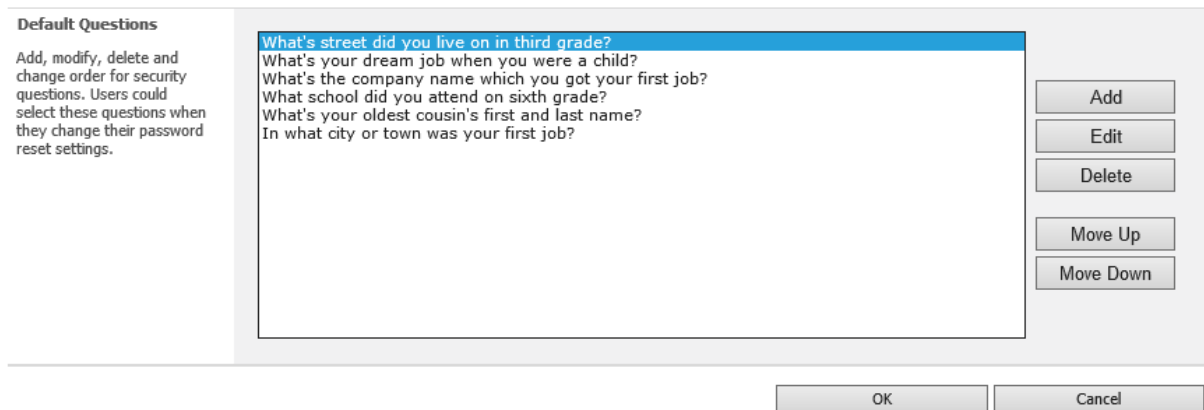 Default Questions
Add, modify, delete and
change order for security
questions. Users could
select these questions when
they change their password
reset settings.
What's street did you live on in third grade?
What's your dream job when you were a child?
What's the company name which you got your first job?
What school did you attend on sixth grade?
What's your oldest cousin's first and last name?
In what city or town was your first job?
Add
Edit
Delete
Move Up
Move Down
OK
Cancel